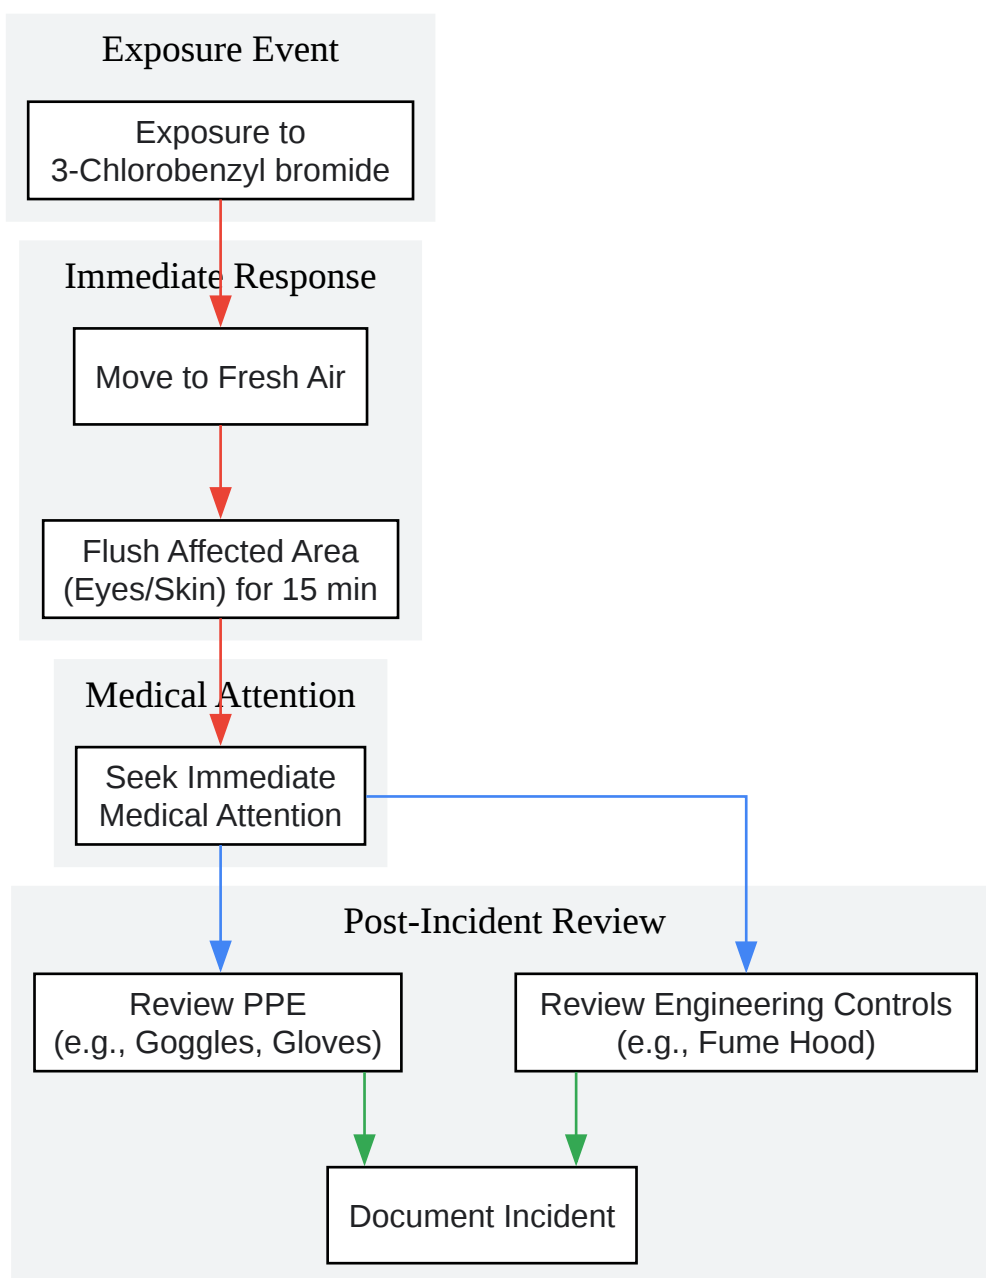 Exposure Event
Exposure to
3-Chlorobenzyl bromide
Immediate Response
Move to Fresh Air
Flush Affected Area
(Eyes/Skin) for 15 min
Medical Attention
Seek Immediate
Medical Attention
Post-Incident Review
Review PPE
(e.g., Goggles, Gloves)
Review Engineering Controls
(e.g., Fume Hood)
Document Incident